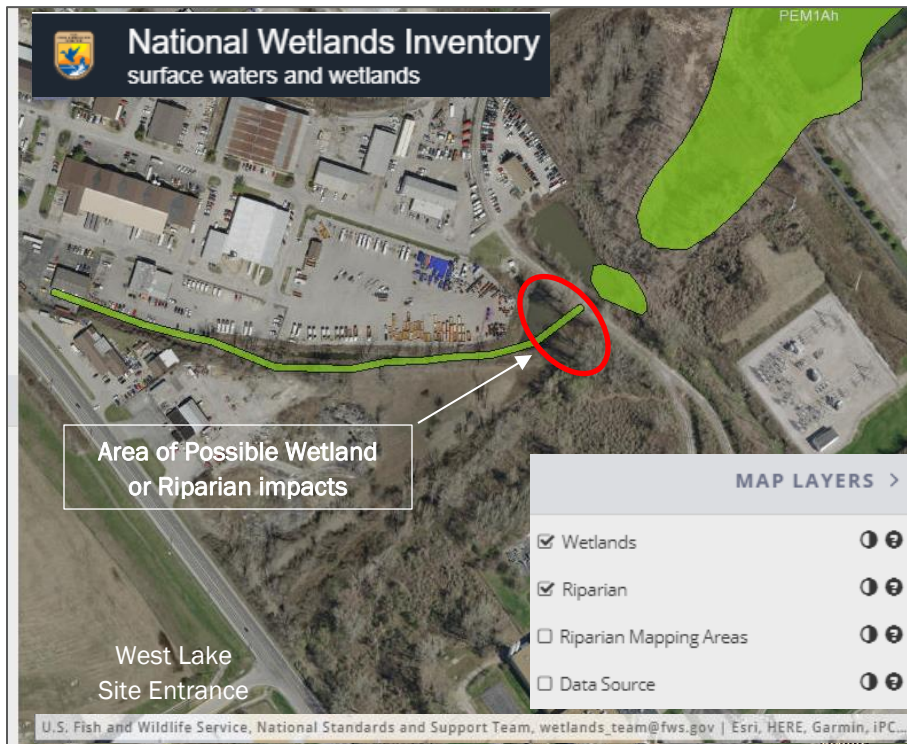 PEM1Ah
National Wetlands Inventory
surface waters and wetlands
Area of Possible Wetland
or Riparian impacts
MAP LAYERS >
Wetlands
Riparian
Riparian Mapping Areas
Data Source
West Lake
Site Entrance
U.S. Fish and Wildlife Service, National Standards and Support Team, wetlands_team@fws.gov | Esri, HERE, Garmin, iPC...